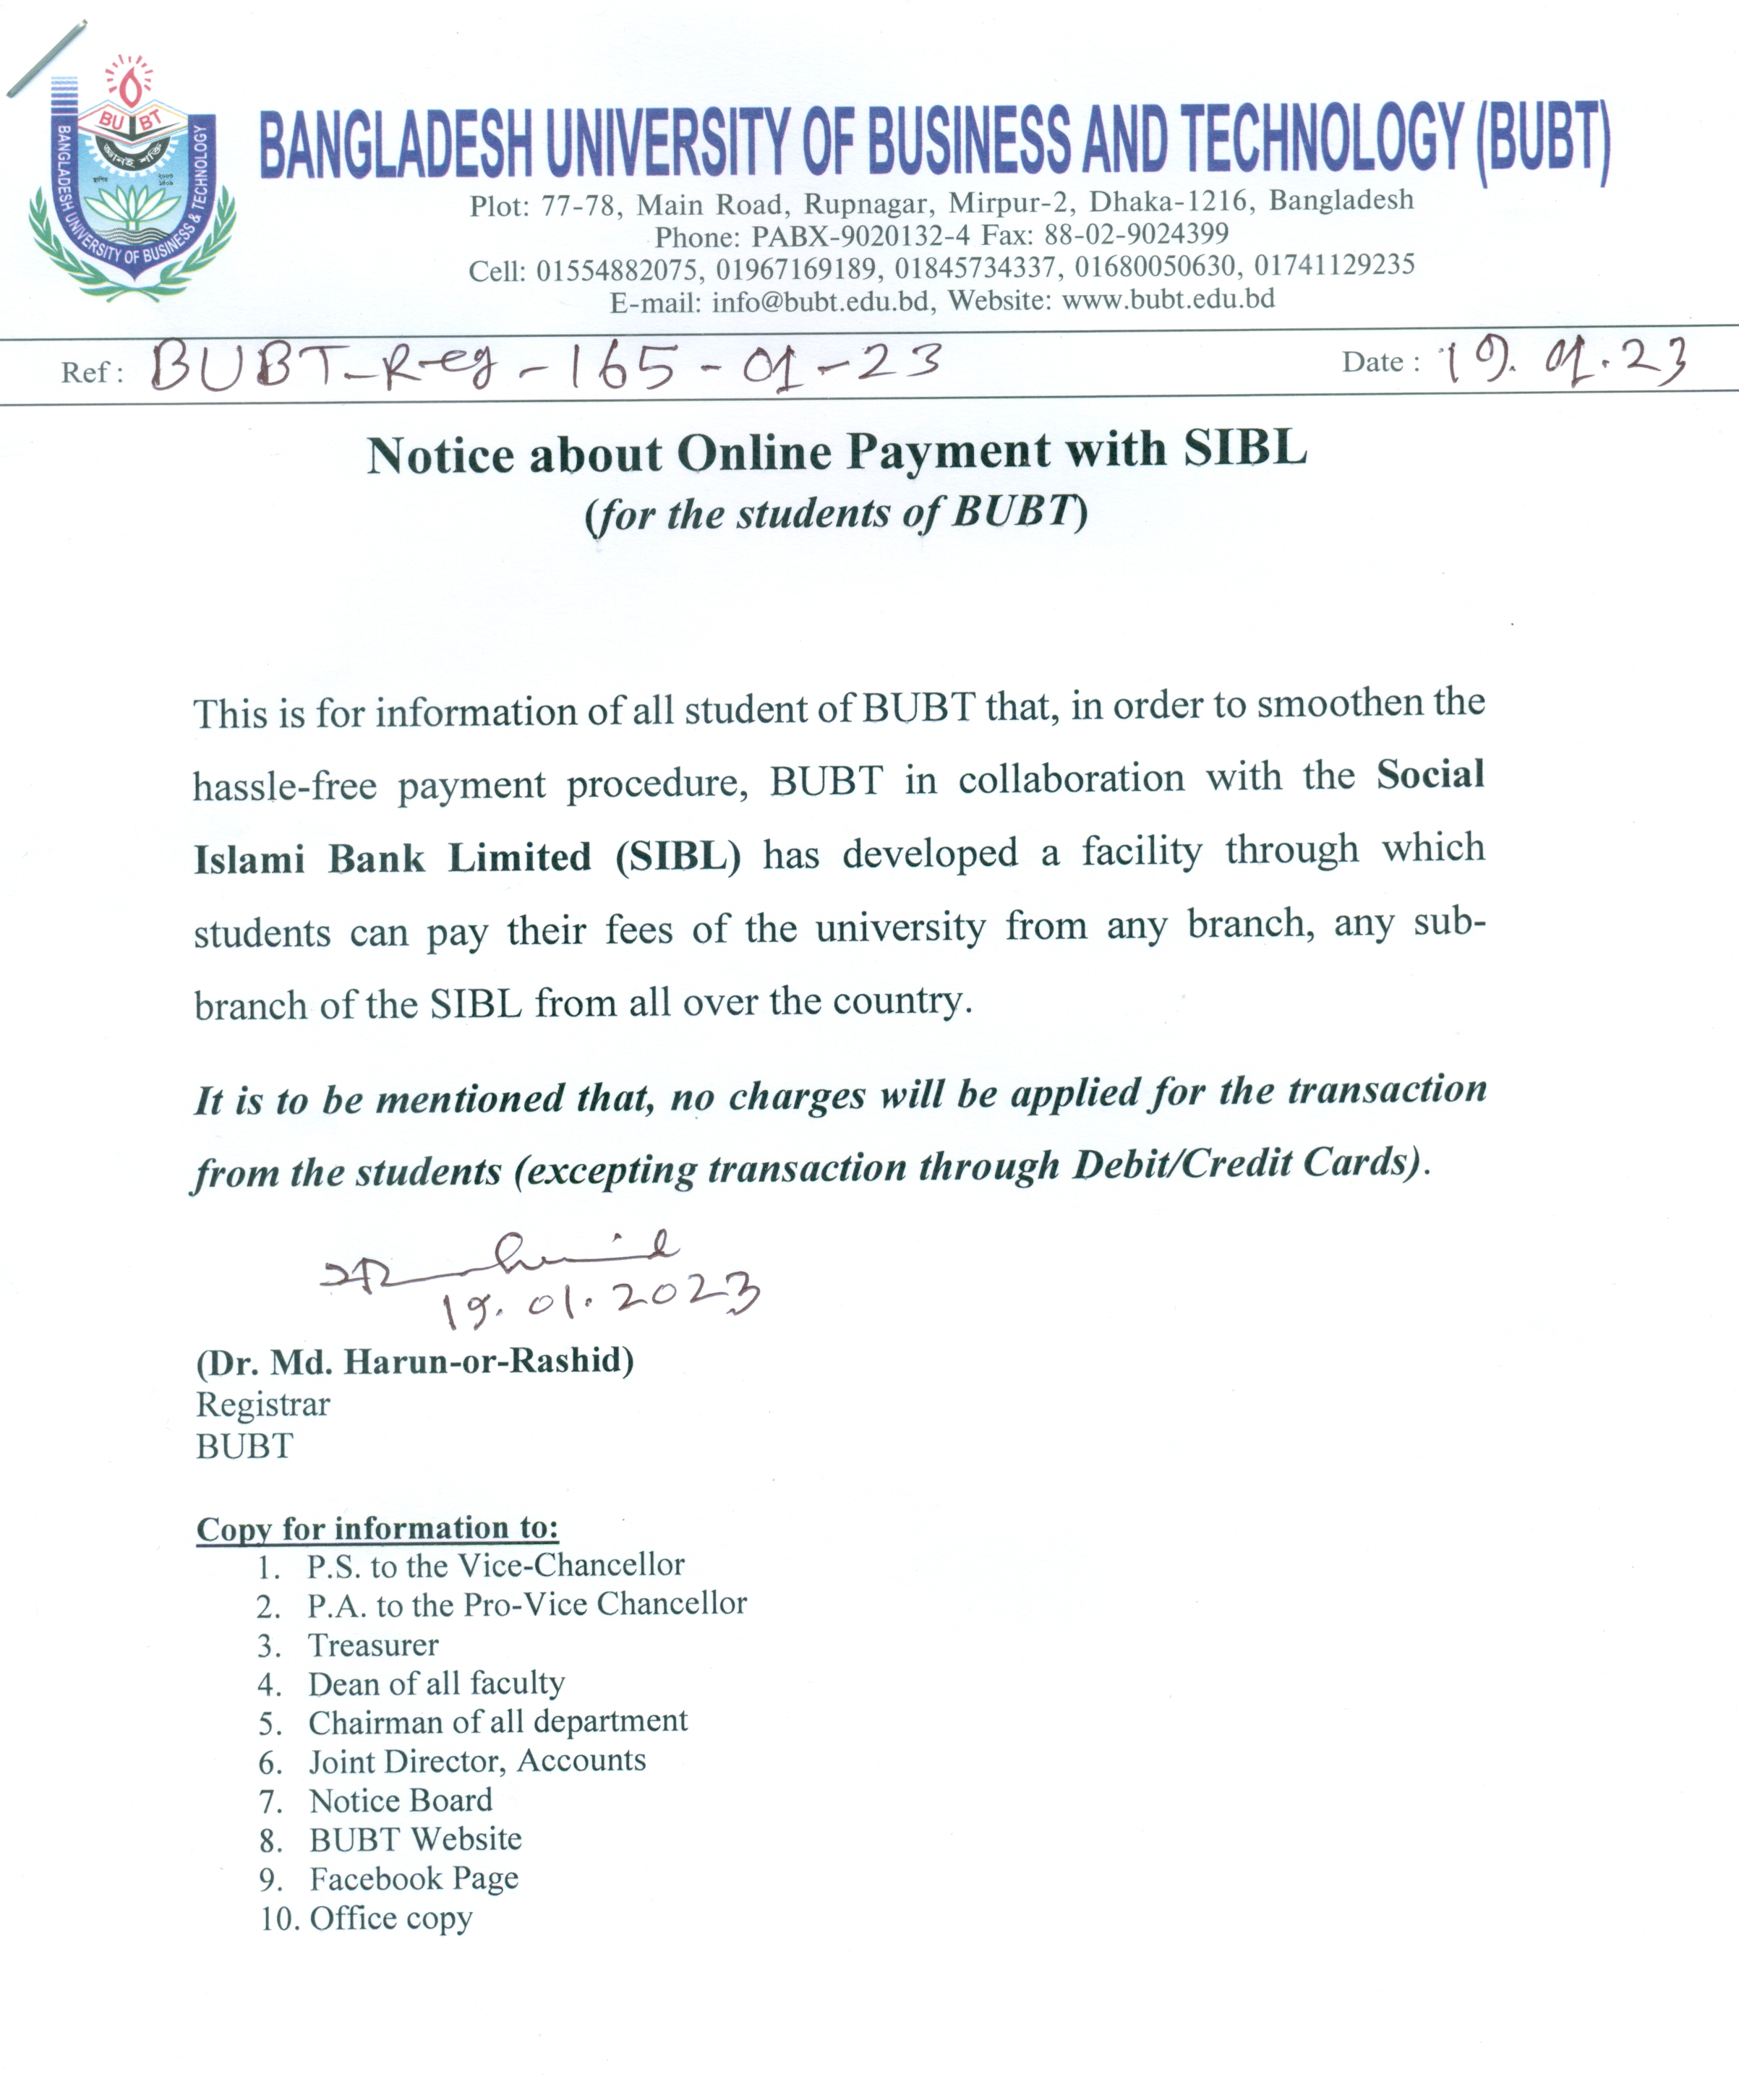 BU BT
জ্ঞানই শক্তি
স্থাপিত
২০০৩
BANGLADESH UNIVERSITY OF BUSINESS & TECHNOLOGY
BANGLADESH UNIVERSITY OF BUSINESS AND TECHNOLOGY (BUBT)
Plot: 77-78, Main Road, Rupnagar, Mirpur-2, Dhaka-1216, Bangladesh
Phone: PABX-9020132-4 Fax: 88-02-9024399
Cell: 01554882075, 01967169189, 01845734337, 01680050630, 01741129235
E-mail: info@bubt.edu.bd, Website: www.bubt.edu.bd
Ref : BUBT-Reg-165-01-23 Date : 19.01.23
Notice about Online Payment with SIBL
(for the students of BUBT)
This is for information of all student of BUBT that, in order to smoothen the
hassle-free payment procedure, BUBT in collaboration with the Social
Islami Bank Limited (SIBL) has developed a facility through which
students can pay their fees of the university from any branch, any sub-
branch of the SIBL from all over the country.
It is to be mentioned that, no charges will be applied for the transaction
from the students (excepting transaction through Debit/Credit Cards).
19.01.2023
(Dr. Md. Harun-or-Rashid)
Registrar
BUBT
Copy for information to:
1. P.S. to the Vice-Chancellor
2. P.A. to the Pro-Vice Chancellor
3. Treasurer
4. Dean of all faculty
5. Chairman of all department
6. Joint Director, Accounts
7. Notice Board
8. BUBT Website
9. Facebook Page
10. Office copy